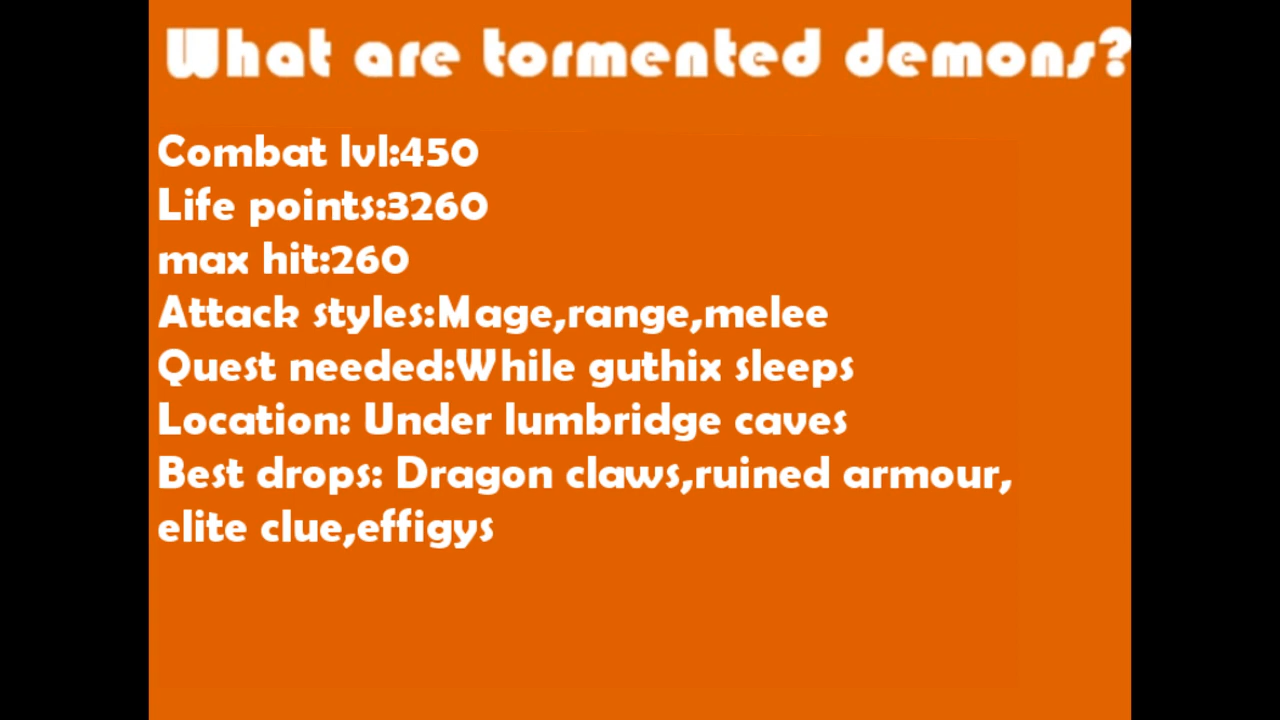 What are tormented demons?
Combat lvl:450
Life points:3260
max hit:260
Attack styles:Mage,range,melee
Quest needed:While guthix sleeps
Location: Under lumbridge caves
Best drops: Dragon claws,ruined armour,
elite clue,effigys